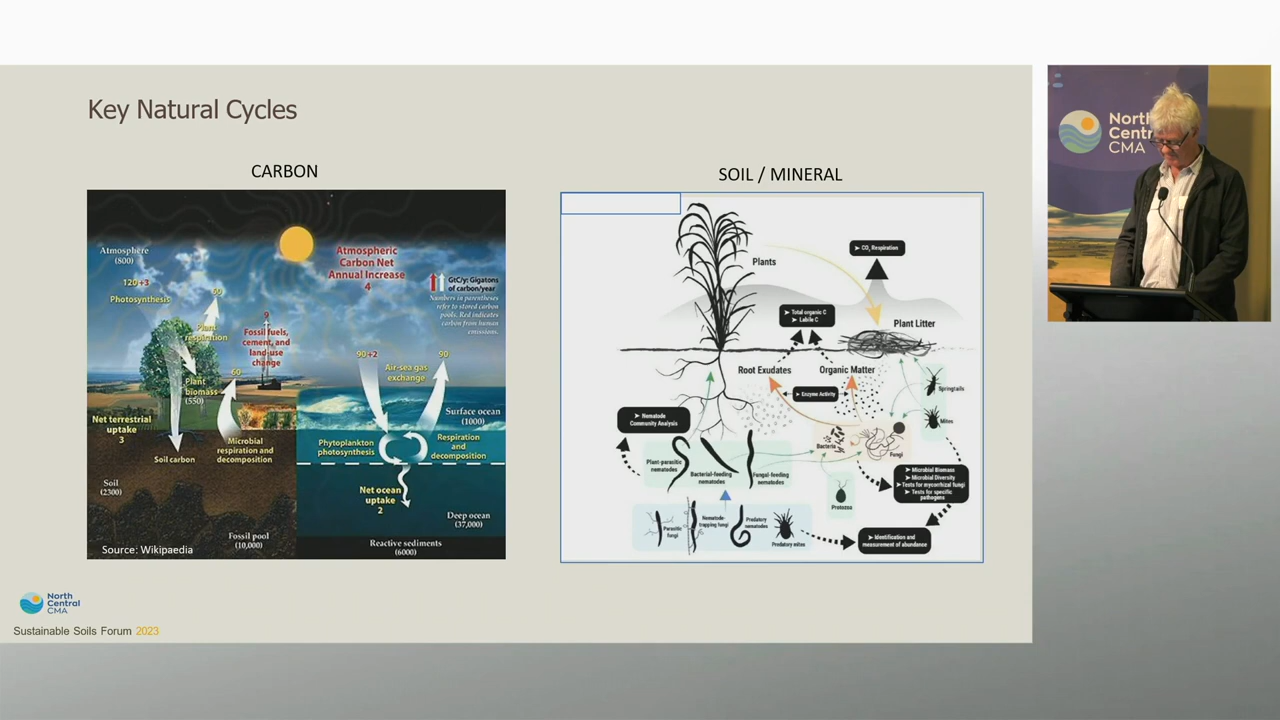 Key Natural Cycles
CARBON
Atmosphere
(800)
120+3
Photosynthesis
60
Plant
respiration
9
Fossil fuels,
cement, and
land-use
change
Atmospheric
Carbon Net
Annual Increase
4
GtC/y: Gigatons
of carbon/year
Numbers in parentheses
refer to stored carbon
pools. Red indicates
carbon from human
emissions.
Plant
biomass
(550)
60
90+2
Air-sea gas
exchange
90
Net terrestrial
uptake
3
Soil carbon
Microbial
respiration and
decomposition
Surface ocean
(1000)
Phytoplankton
photosynthesis
Respiration
and
decomposition
Soil
(2300)
Net ocean
uptake
2
Deep ocean
(37,000)
Fossil pool
(10,000)
Reactive sediments
(6000)
Source: Wikipaedia
SOIL / MINERAL
Plants
➤ CO₂ Respiration
➤ Total organic C
➤ Labile C
Plant Litter
Root Exudates
Organic Matter
➤ Enzyme Activity
Springtails
Mites
➤ Nematode
Community Analysis
Bacteria
Fungi
Plant-parasitic
nematodes
Bacterial-feeding
nematodes
Fungal-feeding
nematodes
➤ Microbial Biomass
➤ Microbial Diversity
➤ Tests for mycorrhizal fungi
➤ Tests for specific
pathogens
Protozoa
Parasitic
fungi
Nematode-
trapping fungi
Predatory
nematodes
Predatory mites
➤ Identification and
measurement of abundance
North
Central
CMA
Sustainable Soils Forum 2023
North
Centr
CMA